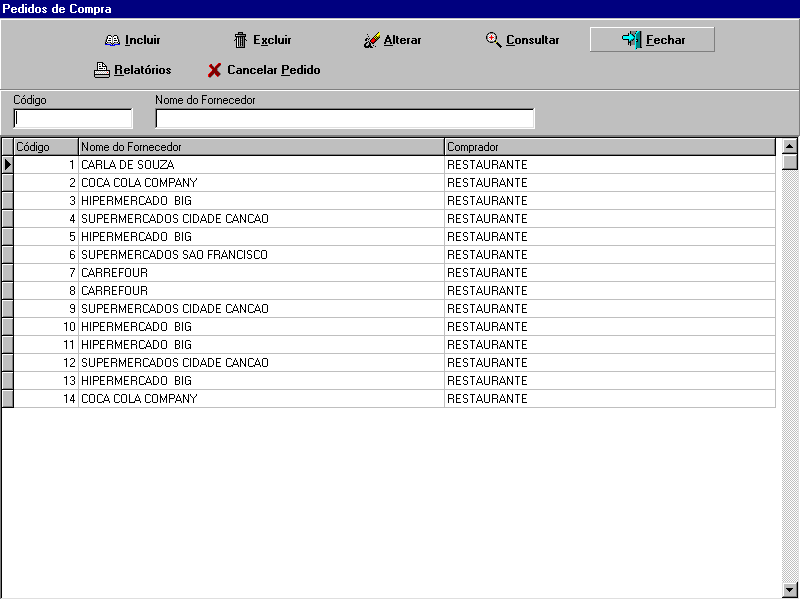 Pedidos de Compra
Incluir Excluir Alterar Consultar Fechar
Relatórios Cancelar Pedido
Código Nome do Fornecedor
Código Nome do Fornecedor Comprador
1 CARLA DE SOUZA RESTAURANTE
2 COCA COLA COMPANY RESTAURANTE
3 HIPERMERCADO BIG RESTAURANTE
4 SUPERMERCADOS CIDADE CANCAO RESTAURANTE
5 HIPERMERCADO BIG RESTAURANTE
6 SUPERMERCADOS SAO FRANCISCO RESTAURANTE
7 CARREFOUR RESTAURANTE
8 CARREFOUR RESTAURANTE
9 SUPERMERCADOS CIDADE CANCAO RESTAURANTE
10 HIPERMERCADO BIG RESTAURANTE
11 HIPERMERCADO BIG RESTAURANTE
12 SUPERMERCADOS CIDADE CANCAO RESTAURANTE
13 HIPERMERCADO BIG RESTAURANTE
14 COCA COLA COMPANY RESTAURANTE